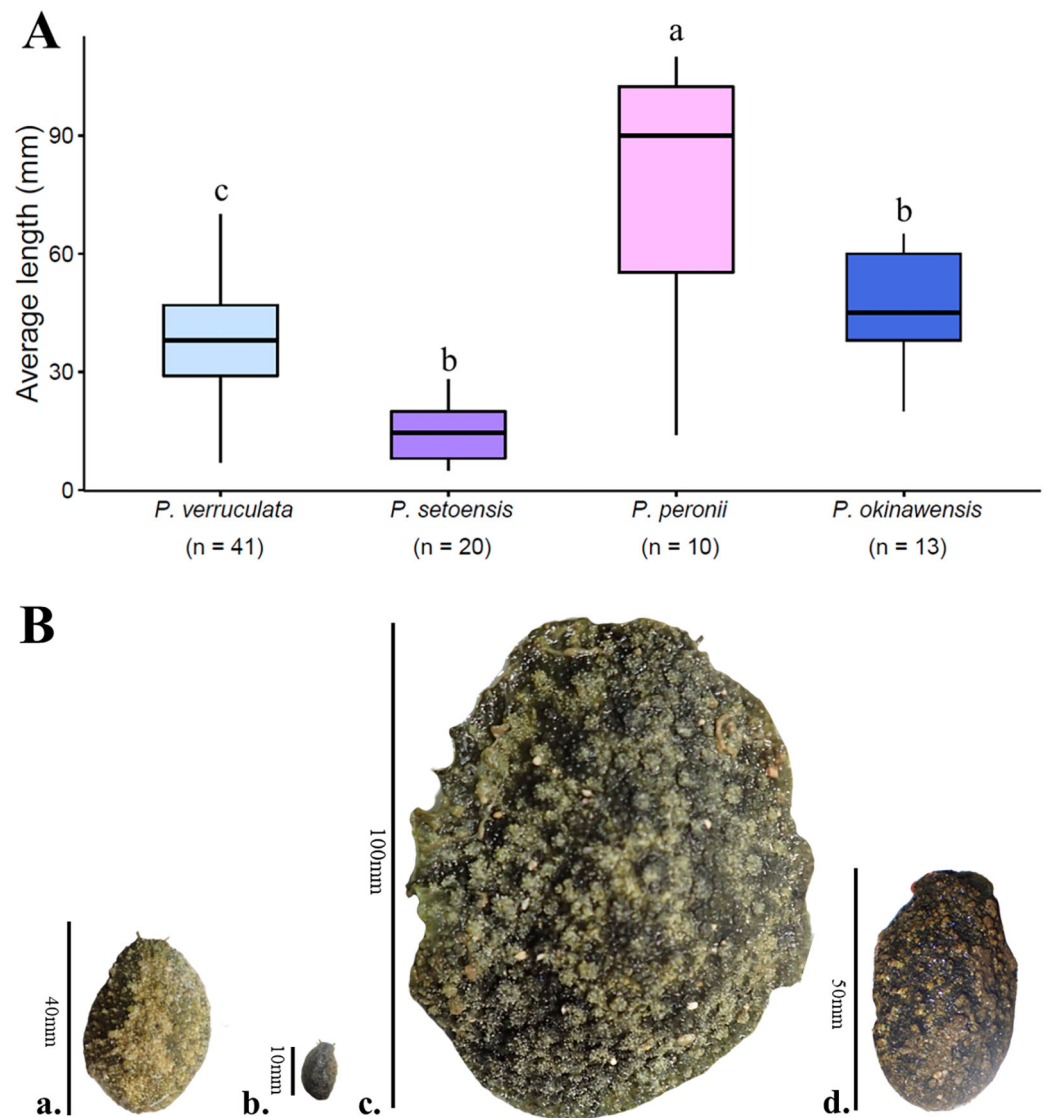 A
Average length (mm)
90
60
30
0
c
b
a
b
P. verruculata
P. setoensis
P. peronii
P. okinawensis
(n = 41)
(n = 20)
(n = 10)
(n = 13)
B
40mm
a.
10mm
b.
100mm
c.
50mm
d.